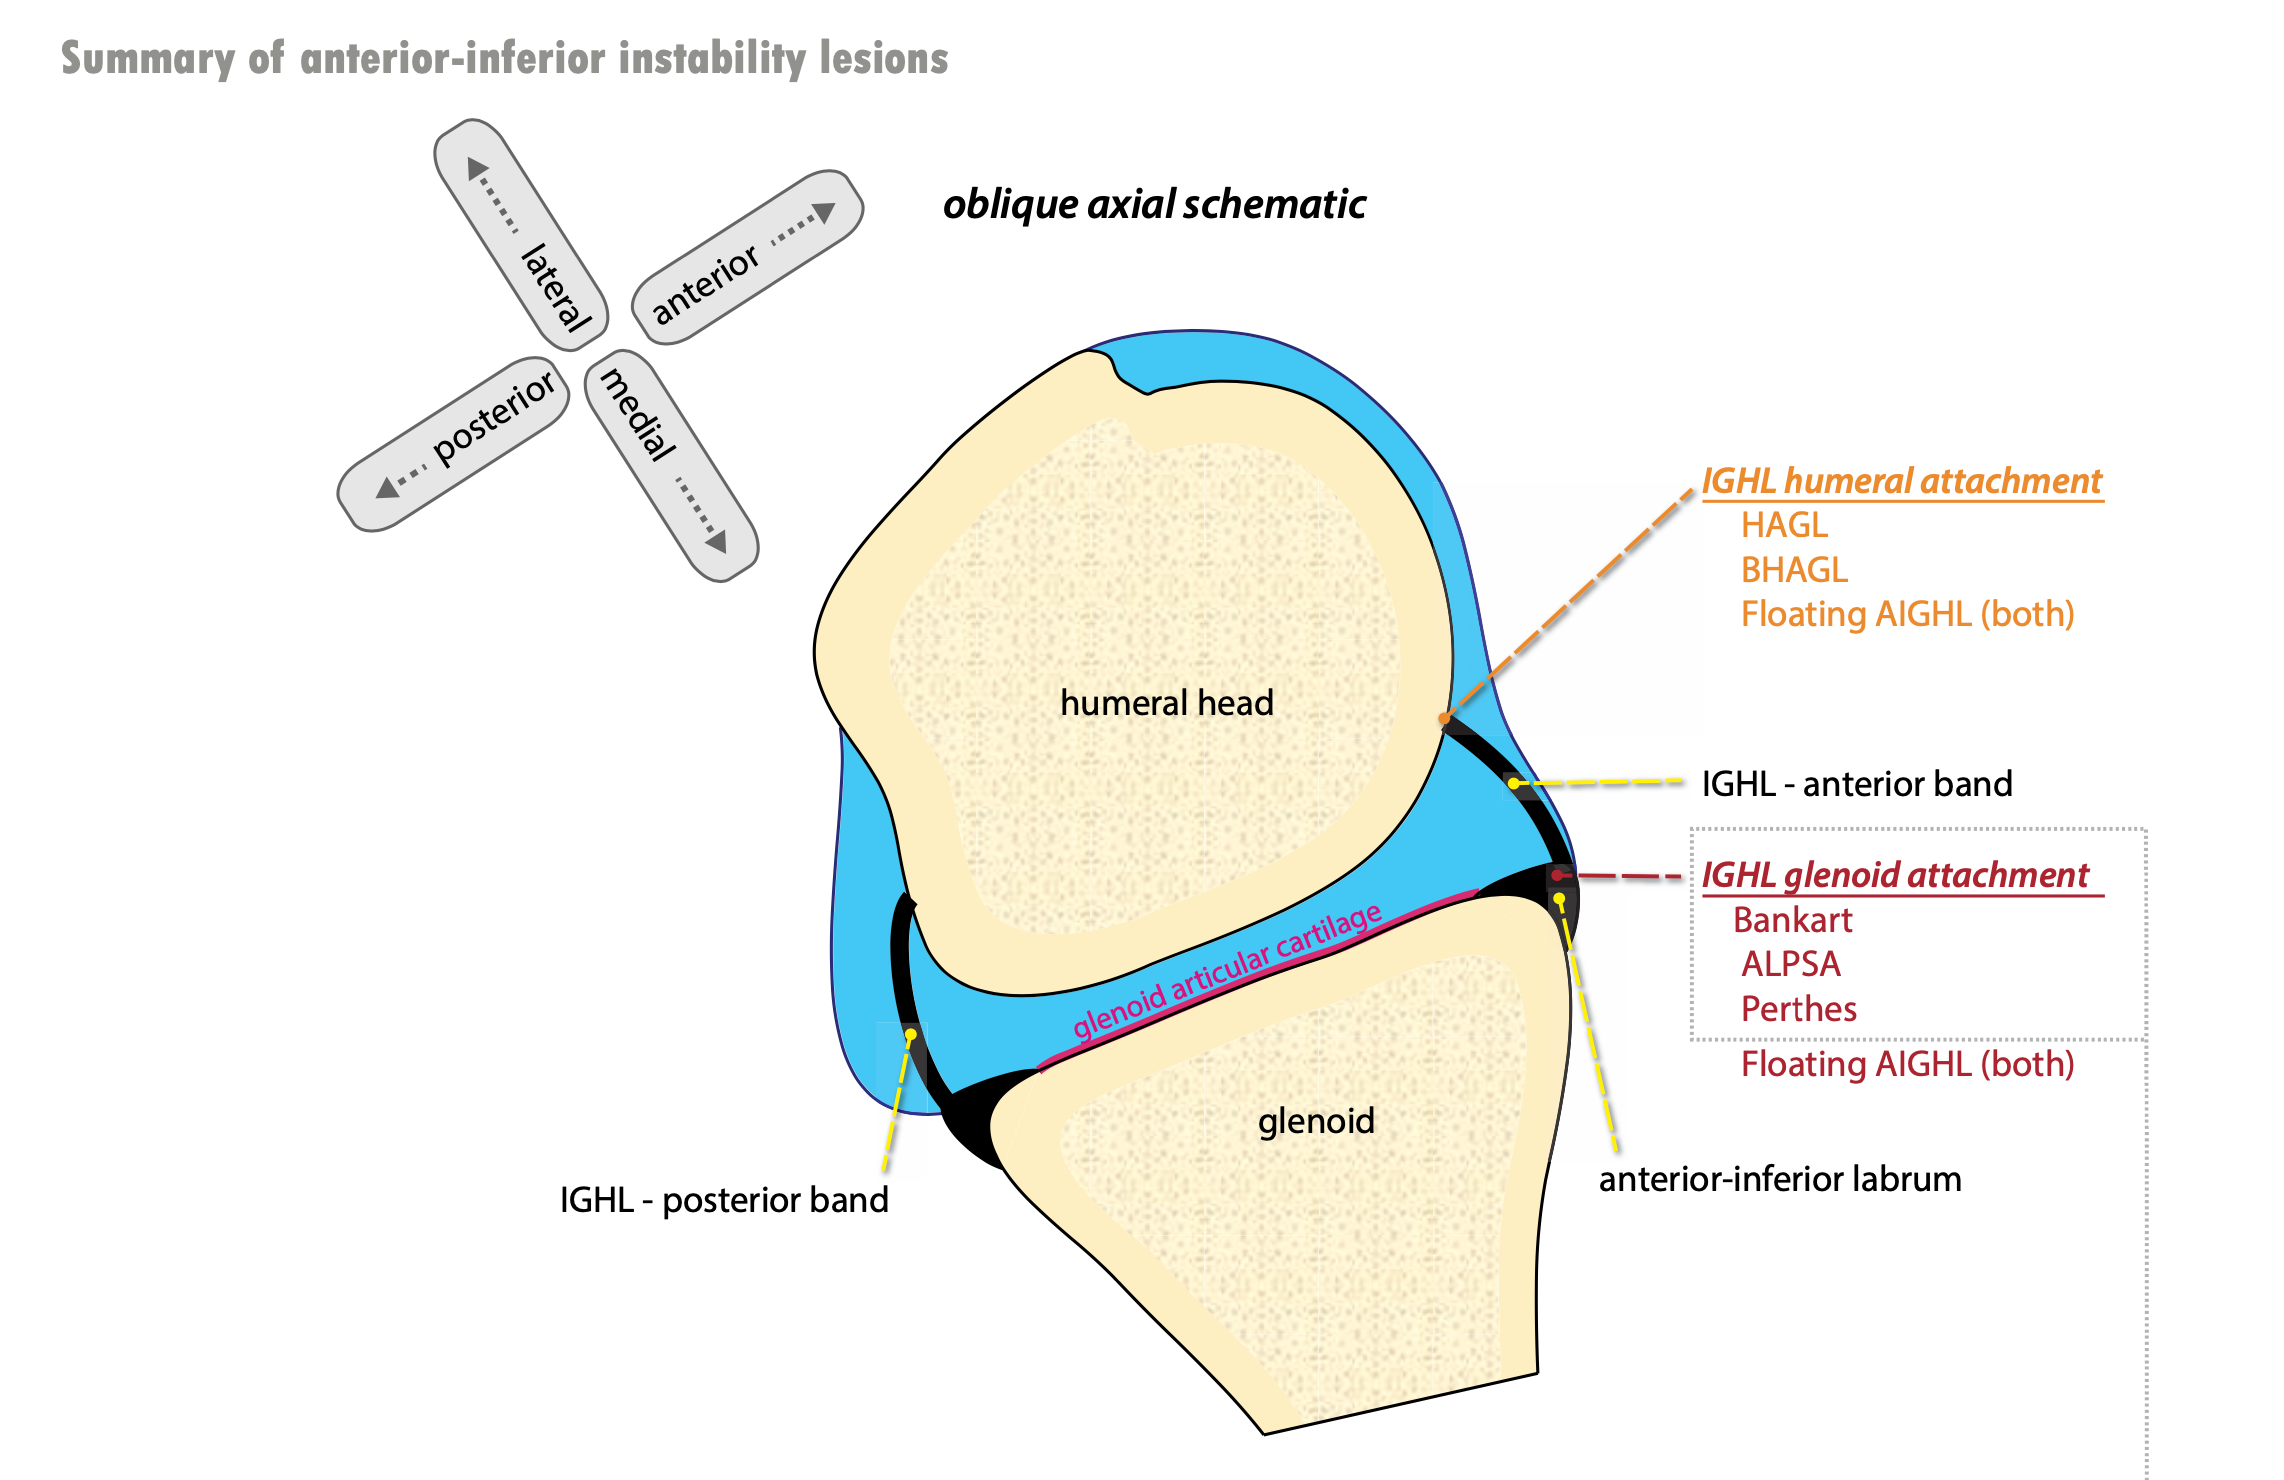 Summary of anterior-inferior instability lesions
lateral
anterior
posterior
medial
oblique axial schematic
IGHL humeral attachment
HAGL
BHAGL
Floating AIGHL (both)
humeral head
IGHL - anterior band
IGHL glenoid attachment
Bankart
ALPSA
Perthes
Floating AIGHL (both)
glenoid articular cartilage
glenoid
anterior-inferior labrum
IGHL - posterior band